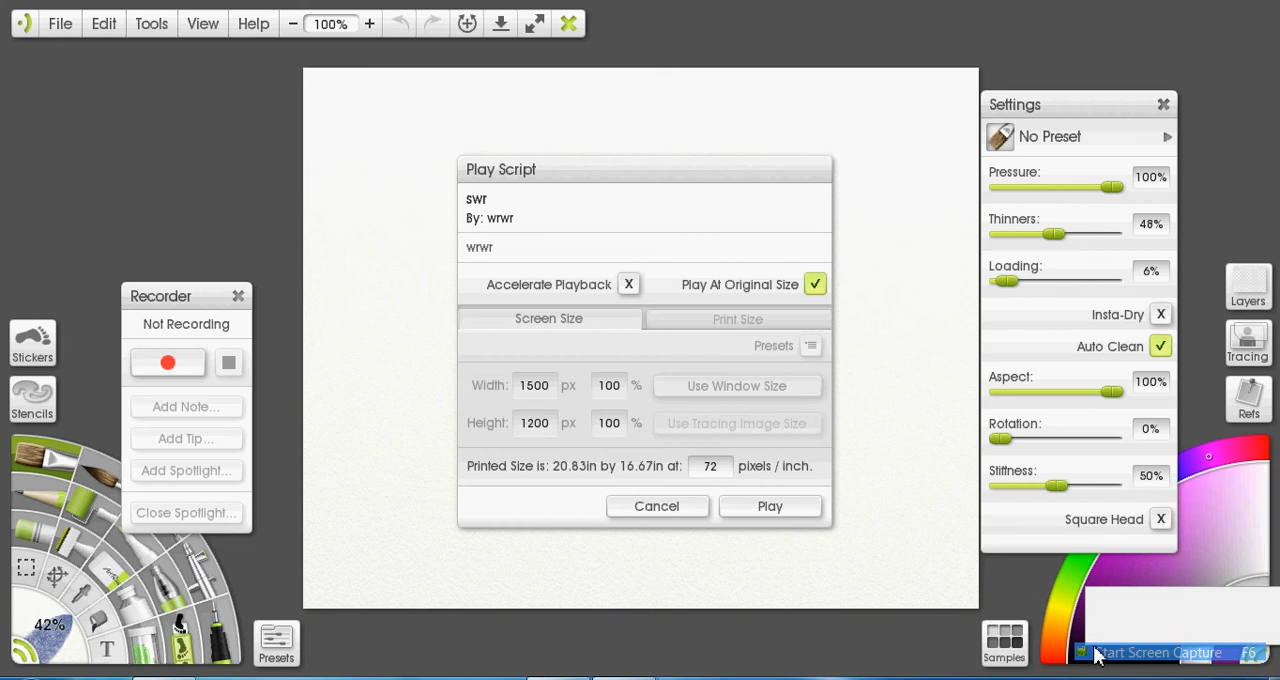 File Edit Tools View Help − 100% +
Play Script
swr
By: wrwr
wrwr
Accelerate Playback X Play At Original Size
Screen Size Print Size
Presets
Width: 1500 px 100 % Use Window Size
Height: 1200 px 100 % Use Tracing Image Size
Printed Size is: 20.83in by 16.67in at: 72 pixels / inch.
Cancel Play
Recorder
Not Recording
Add Note...
Add Tip...
Add Spotlight...
Close Spotlight...
Stickers
Stencils
42%
T
Presets
Settings
No Preset
Pressure: 100%
Thinners: 48%
Loading: 6%
Insta-Dry X
Auto Clean
Aspect: 100%
Rotation: 0%
Stiffness: 50%
Square Head X
Layers
Tracing
Refs
Samples
Start Screen Capture F6